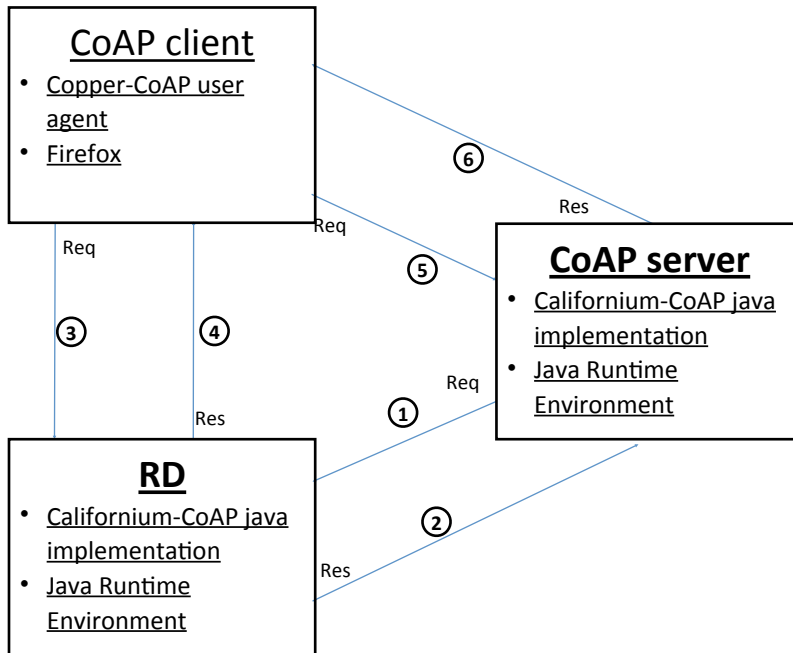 CoAP client
• Copper-CoAP user
agent
• Firefox
6
Res
Req
5
Req
CoAP server
• Californium-CoAP java
implementation
• Java Runtime
Environment
3
4
Req
1
Res
RD
• Californium-CoAP java
implementation
• Java Runtime
Environment
2
Res